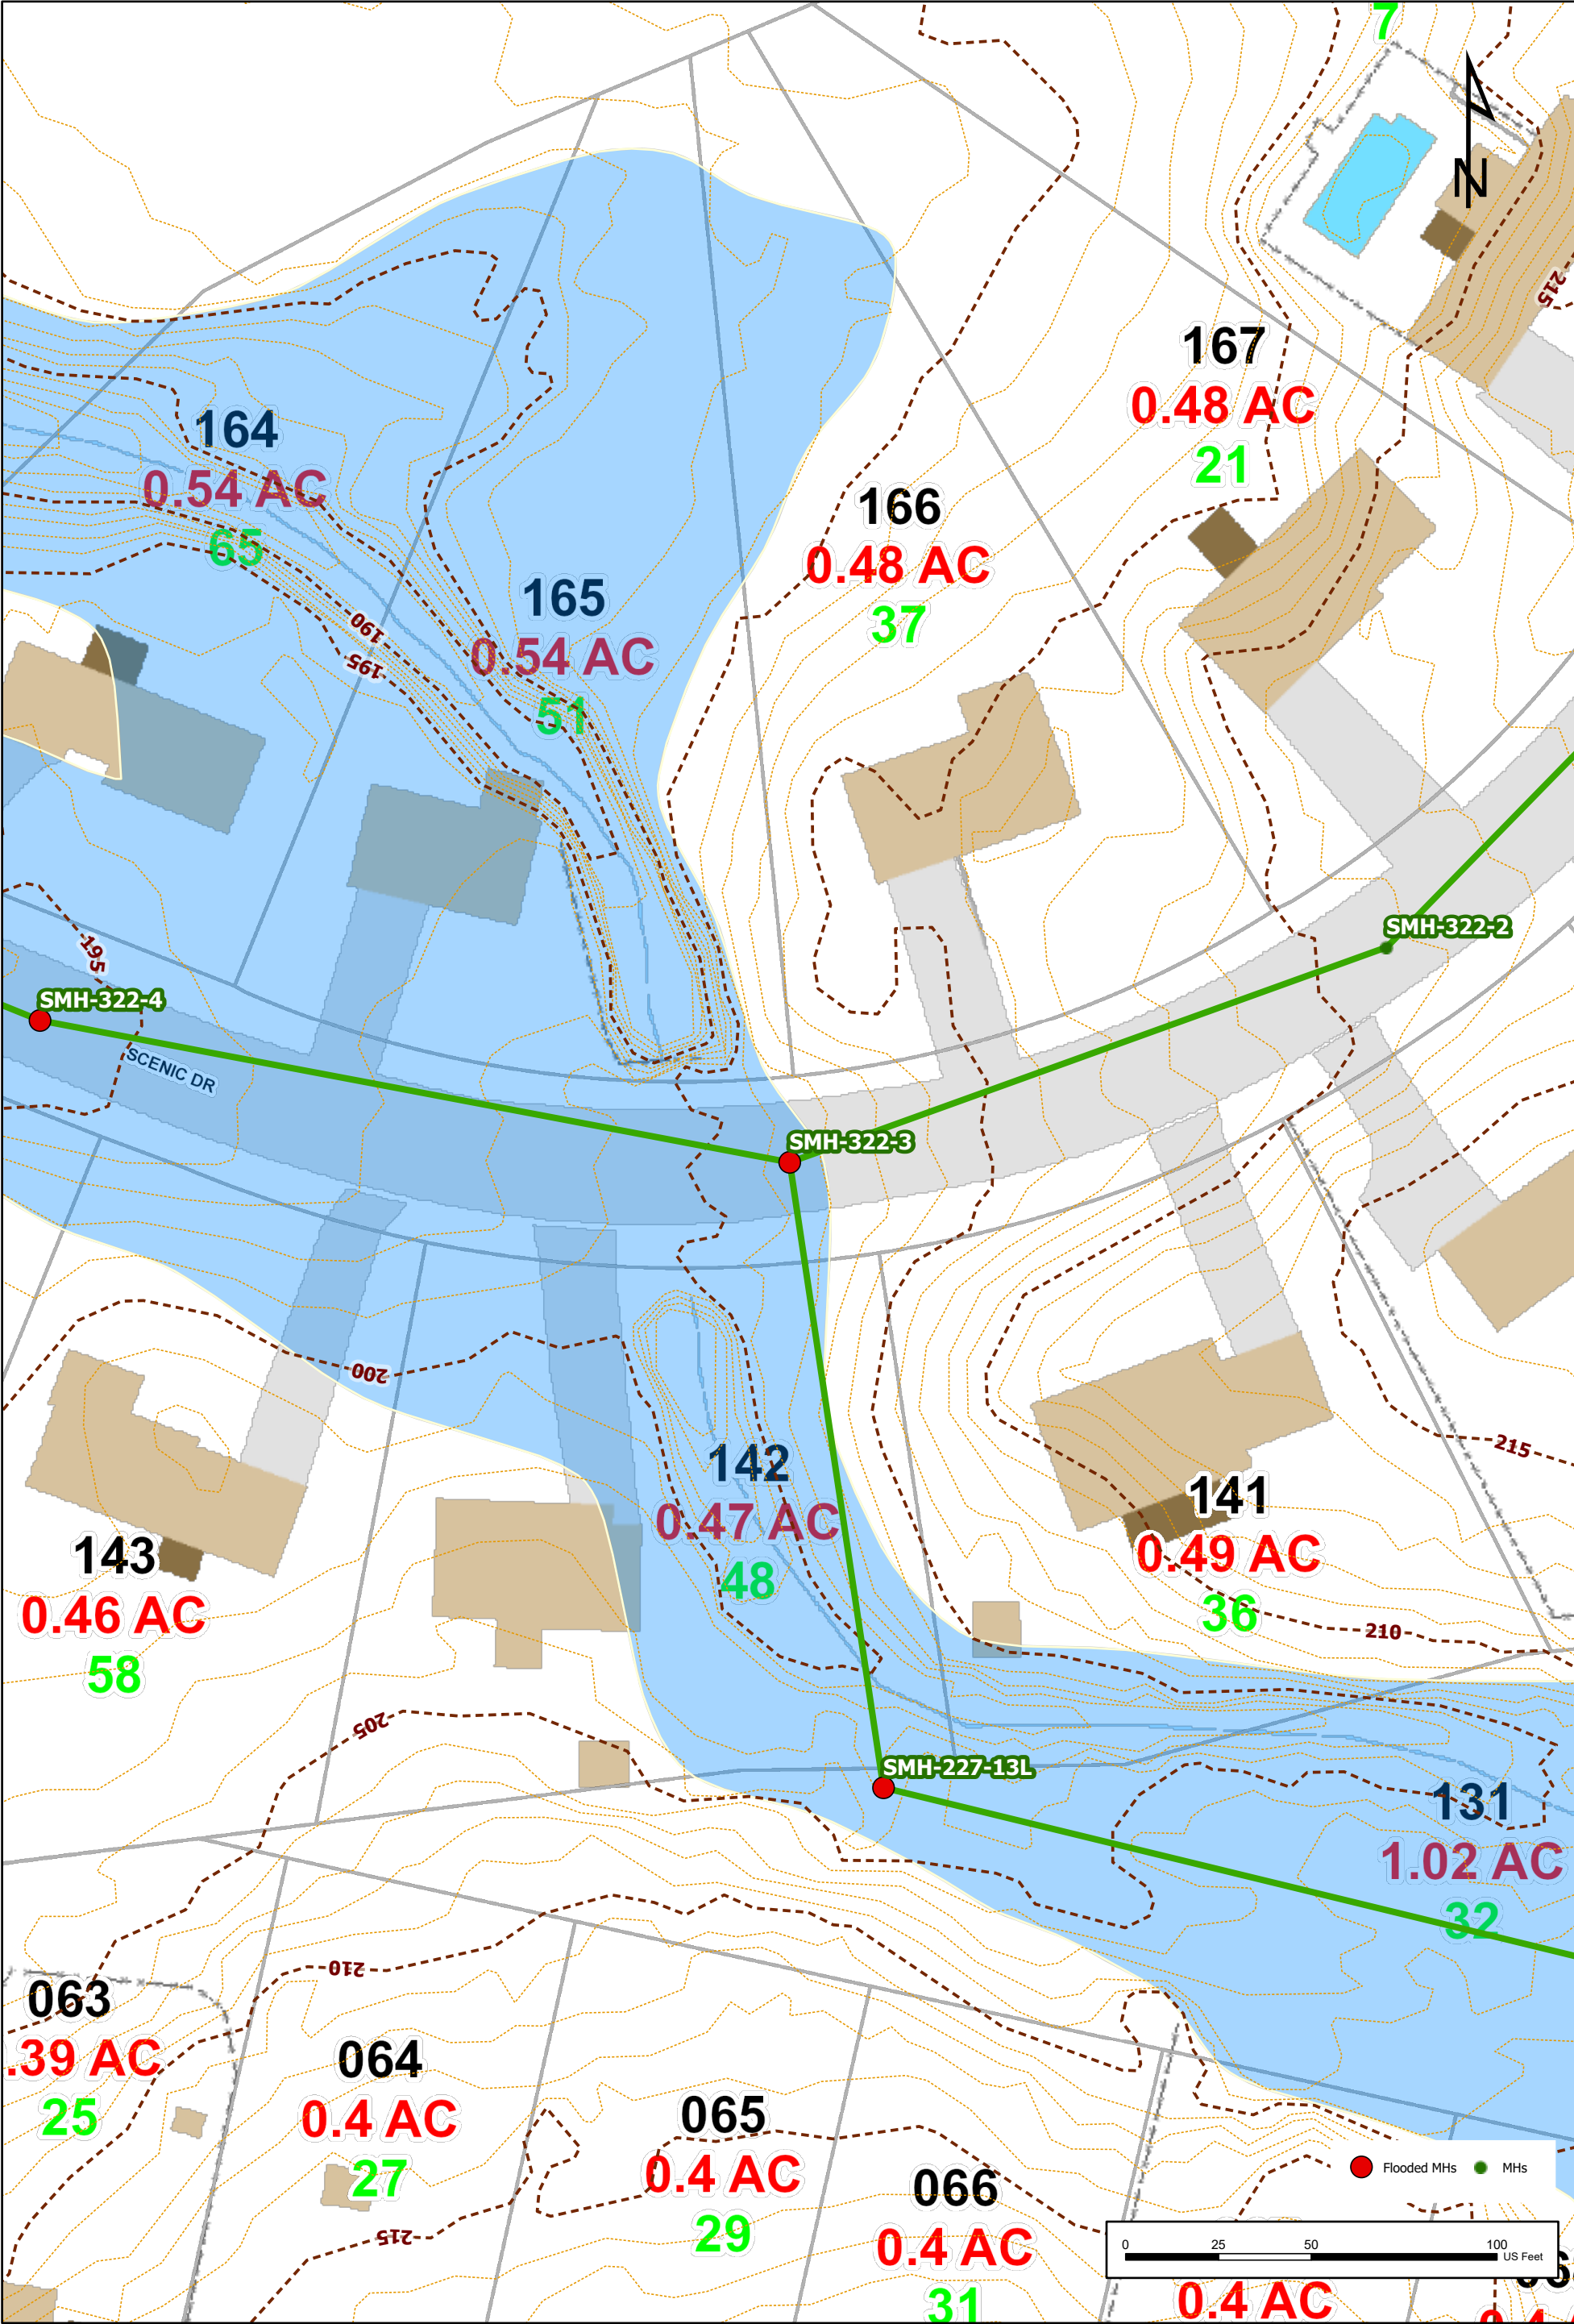 7
N
215
167
0.48 AC
21
164
0.54 AC
65
166
0.48 AC
37
165
0.54 AC
51
190
195
SMH-322-2
195
SMH-322-4
SCENIC DR
SMH-322-3
200
215
142
0.47 AC
48
141
0.49 AC
36
143
0.46 AC
58
210
205
SMH-227-13L
131
1.02 AC
32
210
063
.39 AC
25
064
0.4 AC
27
065
0.4 AC
29
066
0.4 AC
31
215
Flooded MHs
MHs
0 25 50 100
US Feet
0.4 AC